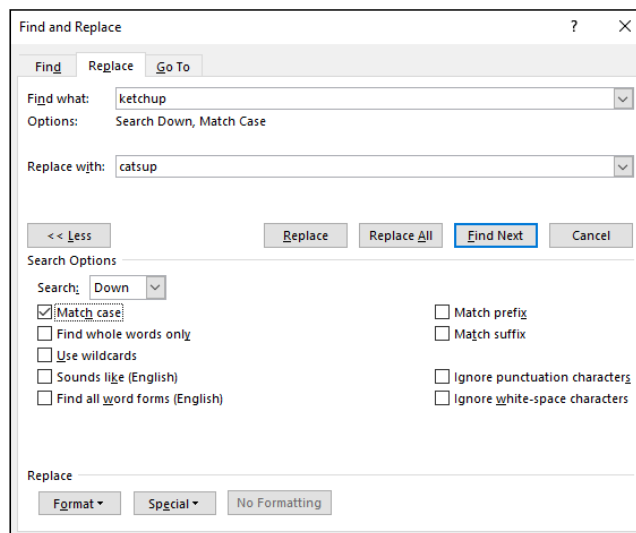 Find and Replace ? ×
Find Replace Go To
Find what: ketchup
Options: Search Down, Match Case
Replace with: catsup
<< Less Replace Replace All Find Next Cancel
Search Options
Search: Down
Match case Match prefix
Find whole words only Match suffix
Use wildcards
Sounds like (English) Ignore punctuation characters
Find all word forms (English) Ignore white-space characters
Replace
Format Special No Formatting